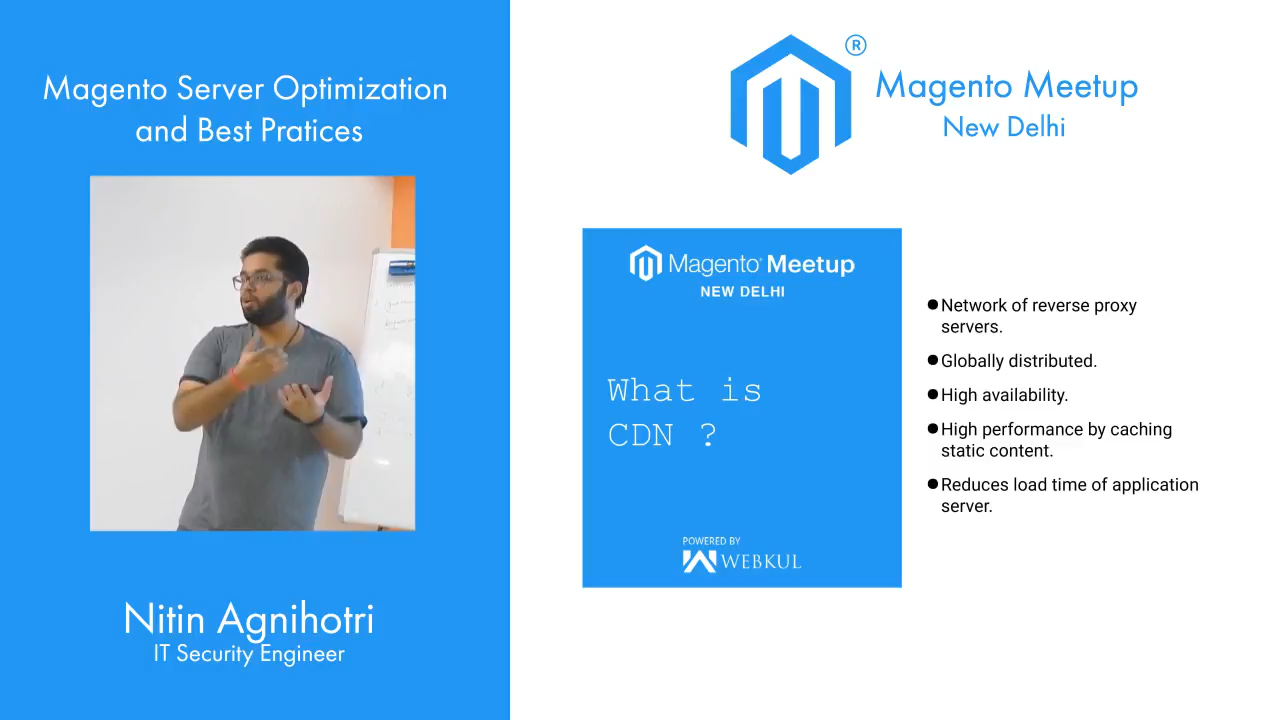 Magento Server Optimization
and Best Pratices
Nitin Agnihotri
IT Security Engineer
®
Magento Meetup
New Delhi
Magento® Meetup
NEW DELHI
What is
CDN ?
POWERED BY
WEBKUL
●Network of reverse proxy
servers.
●Globally distributed.
●High availability.
●High performance by caching
static content.
●Reduces load time of application
server.